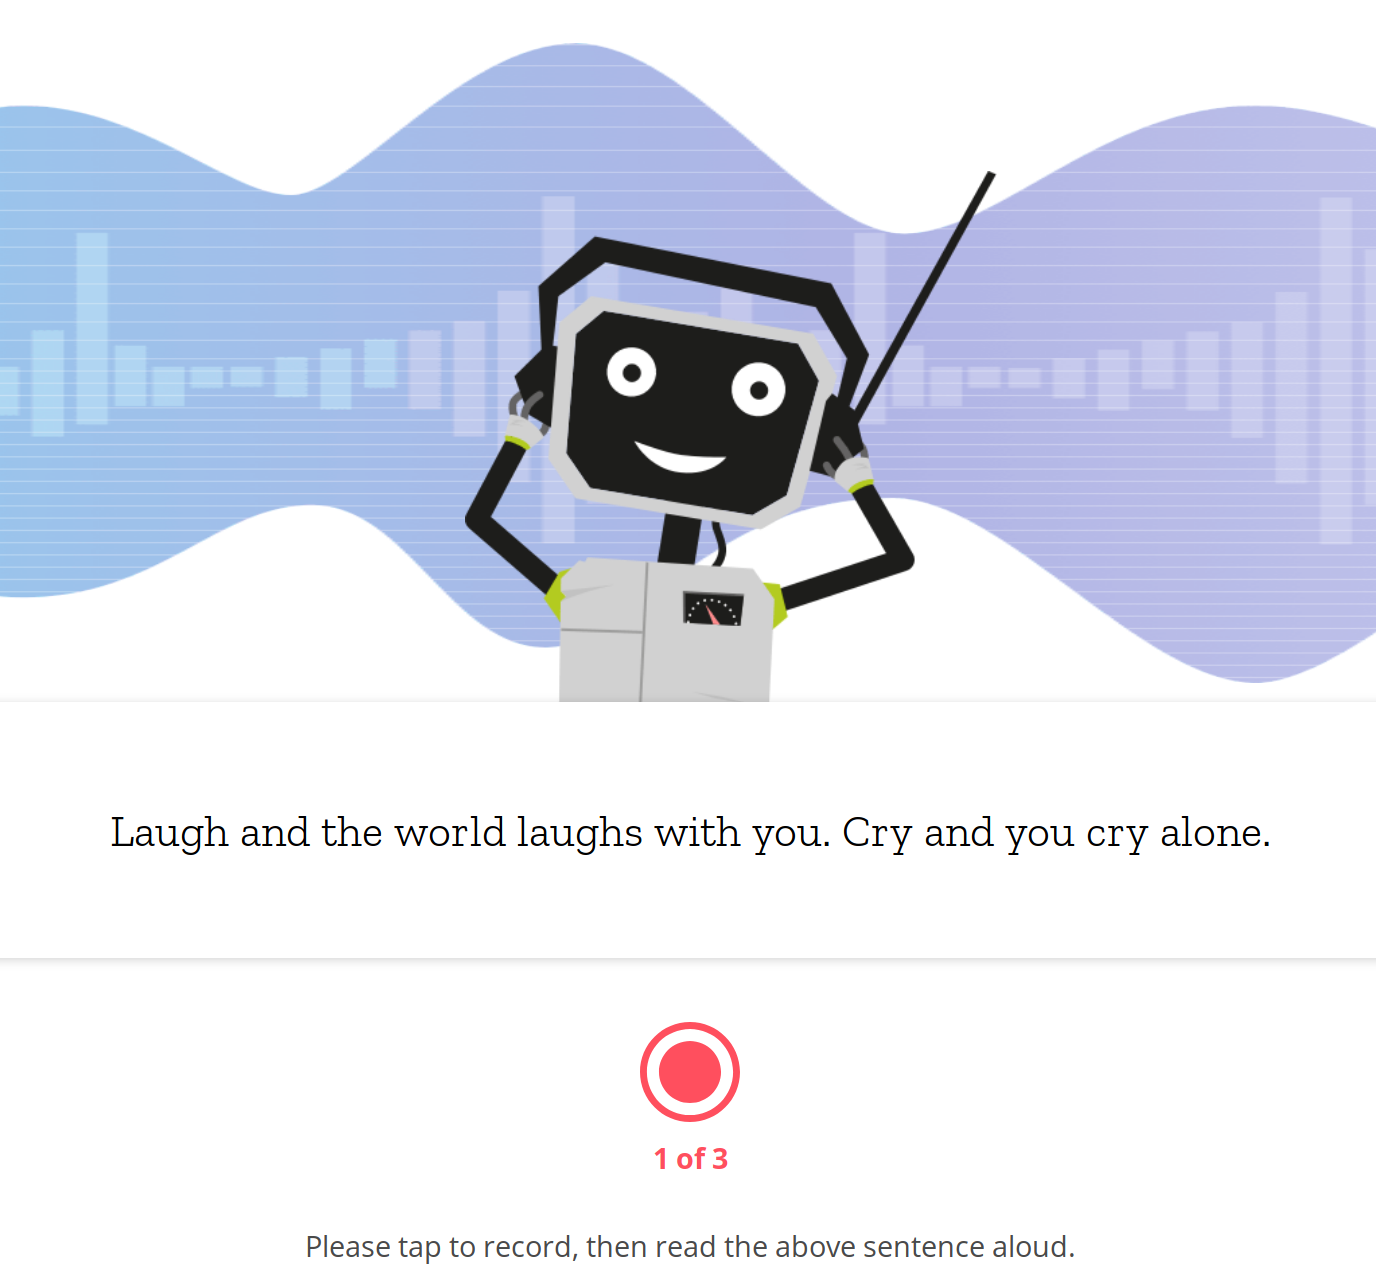 Laugh and the world laughs with you. Cry and you cry alone.
1 of 3
Please tap to record, then read the above sentence aloud.